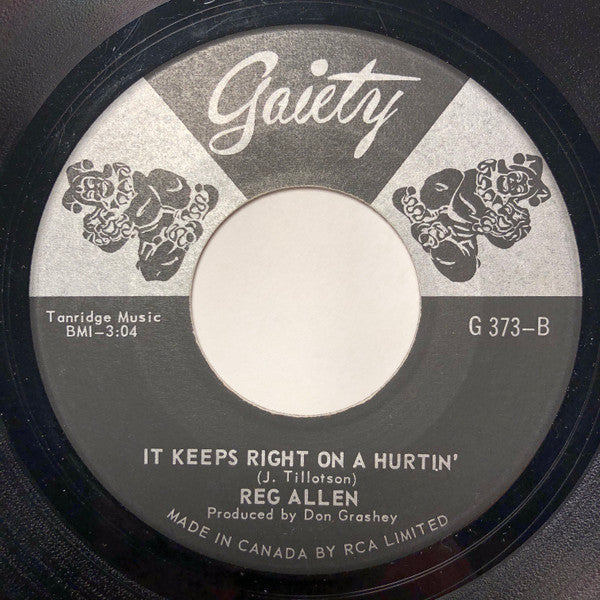 Gaiety
Tanridge Music
BMI-3:04
G 373-B
IT KEEPS RIGHT ON A HURTIN'
(J. Tillotson)
REG ALLEN
Produced by Don Grashey
MADE IN CANADA BY RCA LIMITED